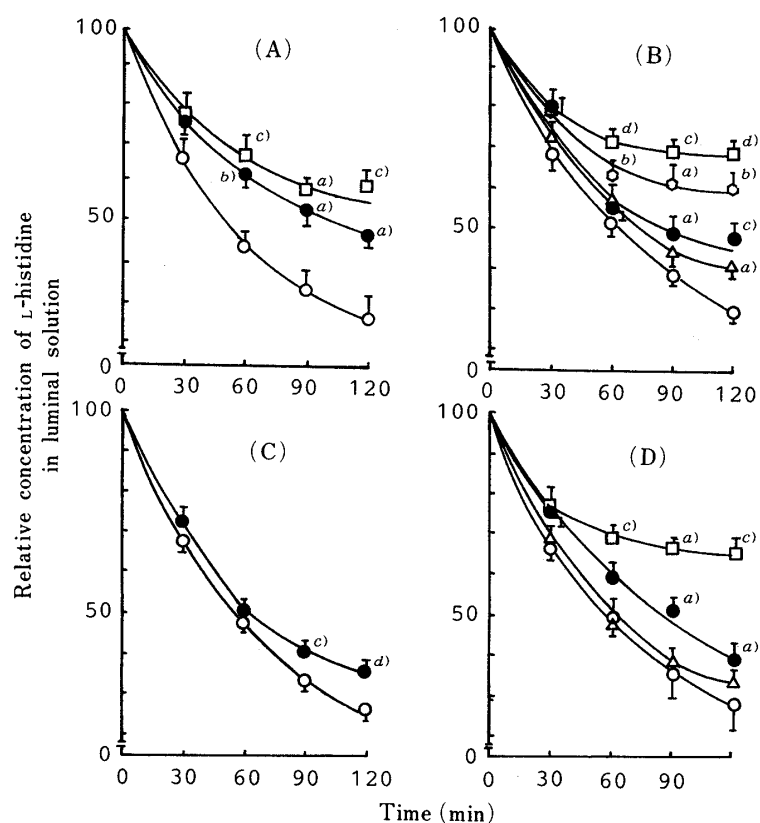 Relative concentration of L-histidine
in luminal solution
(A)
100
50
0
c)
b)
a)
c)
a)
a)
0 30 60 90 120
(B)
100
50
0
d)
c)
d)
b)
a)
b)
a)
c)
a)
0 30 60 90 120
(C)
100
50
0
c)
d)
0 30 60 90 120
(D)
100
50
0
c)
a)
c)
a)
a)
0 30 60 90
Time (min)